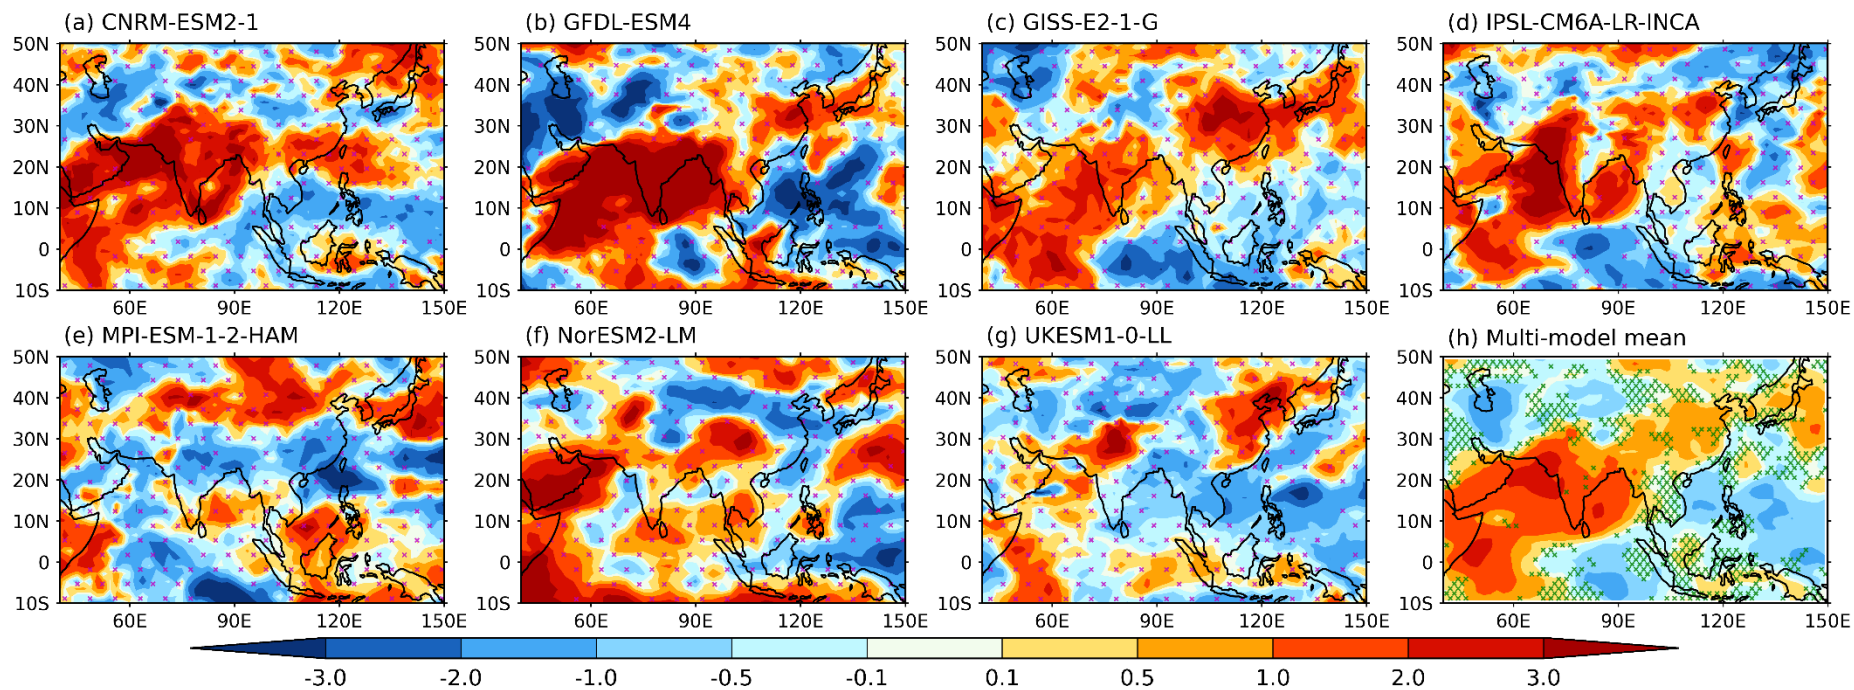 (a) CNRM-ESM2-1
(b) GFDL-ESM4
(c) GISS-E2-1-G
(d) IPSL-CM6A-LR-INCA
50N 50N 50N 50N
40N 40N 40N 40N
30N 30N 30N 30N
20N 20N 20N 20N
10N 10N 10N 10N
0 0 0 0
10S 10S 10S 10S
60E 90E 120E 150E 60E 90E 120E 150E 60E 90E 120E 150E 60E 90E 120E 150E
(e) MPI-ESM-1-2-HAM
(f) NorESM2-LM
(g) UKESM1-0-LL
(h) Multi-model mean
50N 50N 50N 50N
40N 40N 40N 40N
30N 30N 30N 30N
20N 20N 20N 20N
10N 10N 10N 10N
0 0 0 0
10S 10S 10S 10S
60E 90E 120E 150E 60E 90E 120E 150E 60E 90E 120E 150E 60E 90E 120E 150E
-3.0 -2.0 -1.0 -0.5 -0.1 0.1 0.5 1.0 2.0 3.0